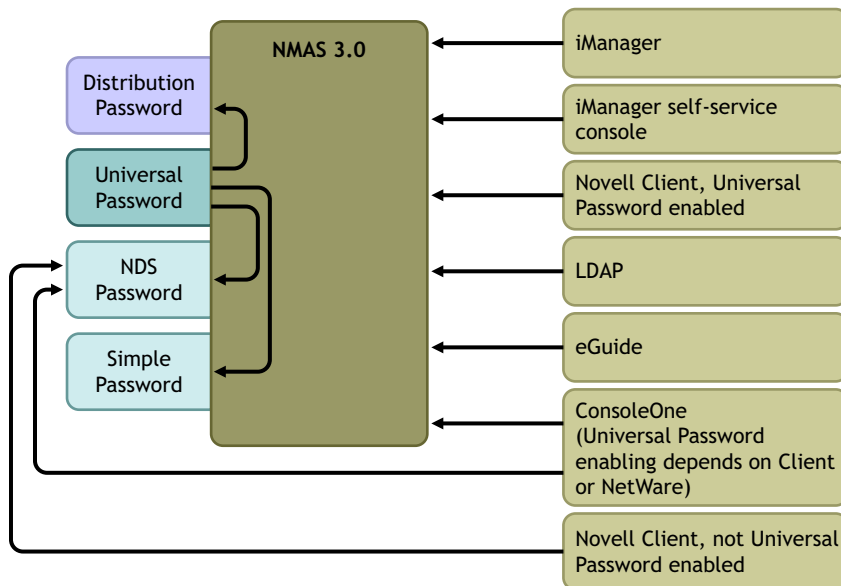 NMAS 3.0
Distribution
Password
Universal
Password
NDS
Password
Simple
Password
iManager
iManager self-service
console
Novell Client, Universal
Password enabled
LDAP
eGuide
ConsoleOne
(Universal Password
enabling depends on Client
or NetWare)
Novell Client, not Universal
Password enabled